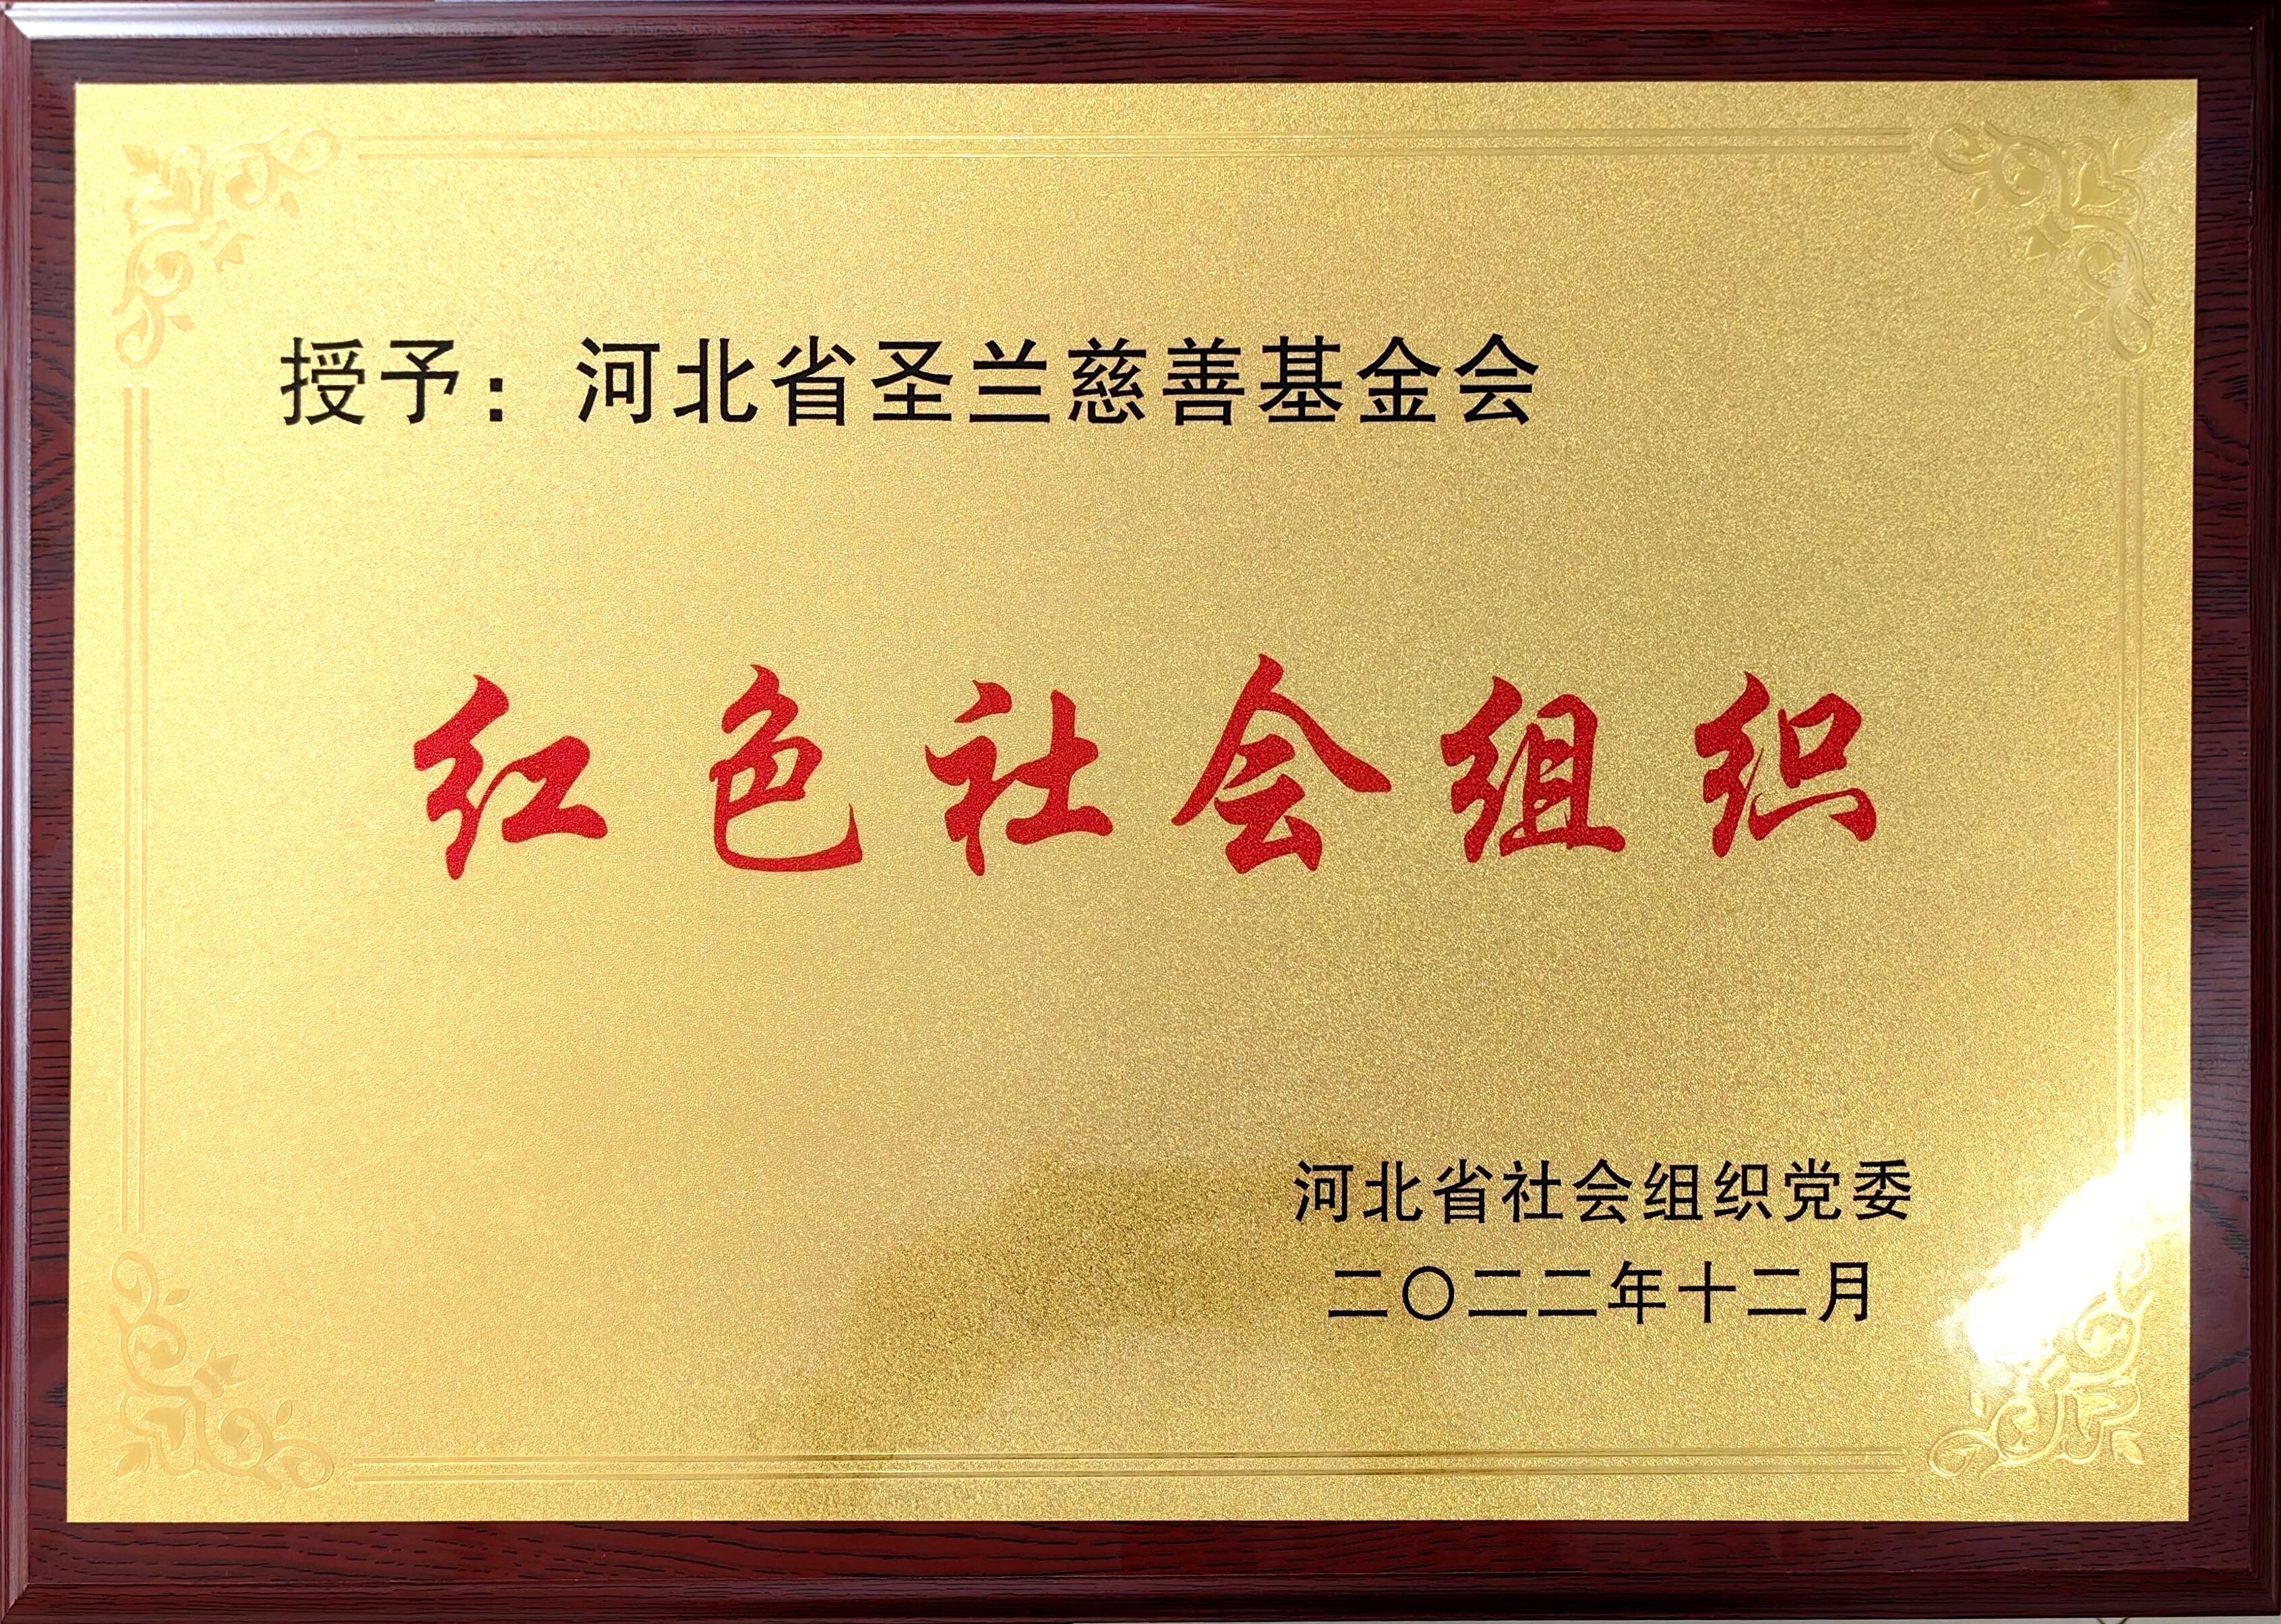 授予：河北省圣兰慈善基金会
红色社会组织
河北省社会组织党委
二〇二二年十二月